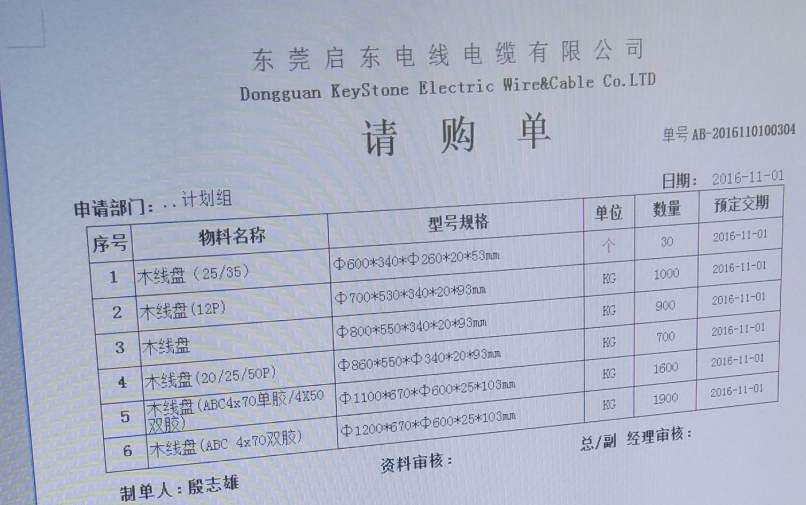 东莞启东电线电缆有限公司
Dongguan KeyStone Electric Wire&Cable Co.LTD
请购单
单号 AB-2016110100304
日期： 2016-11-01
申请部门：..计划组
序号 物料名称 型号规格 单位 数量 预定交期
1 木线盘（25/35） Φ600*340*Φ260*20*53mm 个 30 2016-11-01
2 木线盘(12P) Φ700*530*340*20*93mm KG 1000 2016-11-01
3 木线盘 Φ800*550*340*20*93mm KG 900 2016-11-01
4 木线盘(20/25/50P) Φ860*550*Φ340*20*93mm KG 700 2016-11-01
5 木线盘(ABC4x70单胶/4X50 Φ1100*670*Φ600*25*103mm KG 1600 2016-11-01
双胶)
6 木线盘(ABC 4x70双胶) Φ1200*670*Φ600*25*103mm KG 1900 2016-11-01
制单人：殷志雄 资料审核： 总/副 经理审核：